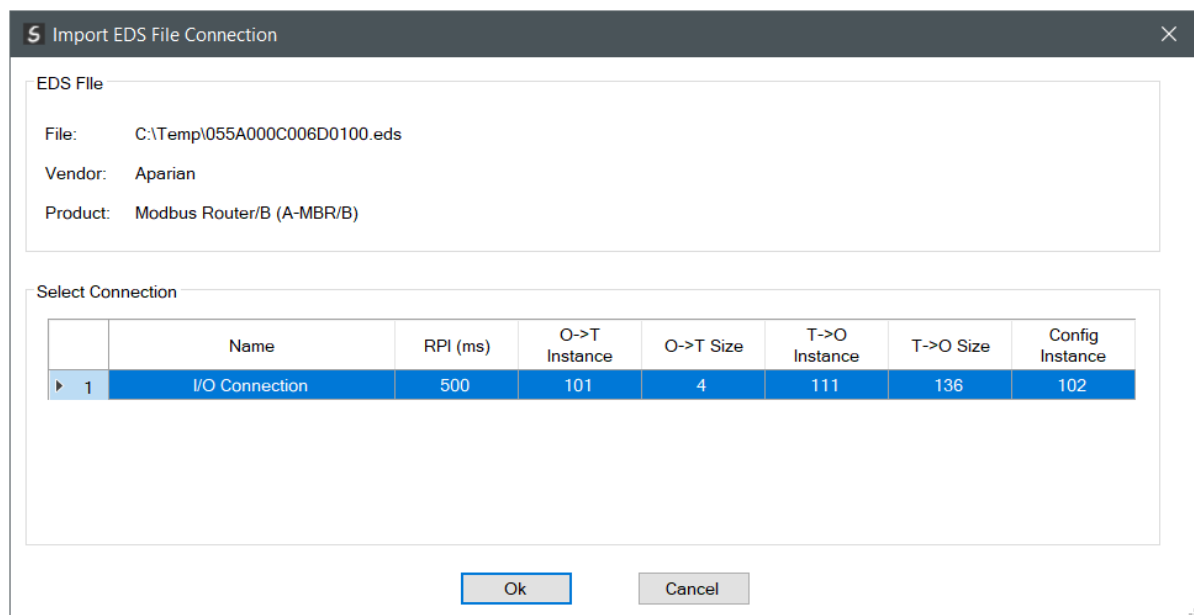 S Import EDS File Connection
EDS FIle
File: C:\Temp\055A000C006D0100.eds
Vendor: Aparian
Product: Modbus Router/B (A-MBR/B)
Select Connection
Name RPI (ms) O->T Instance O->T Size T->O Instance T->O Size Config Instance
1 I/O Connection 500 101 4 111 136 102
Ok Cancel